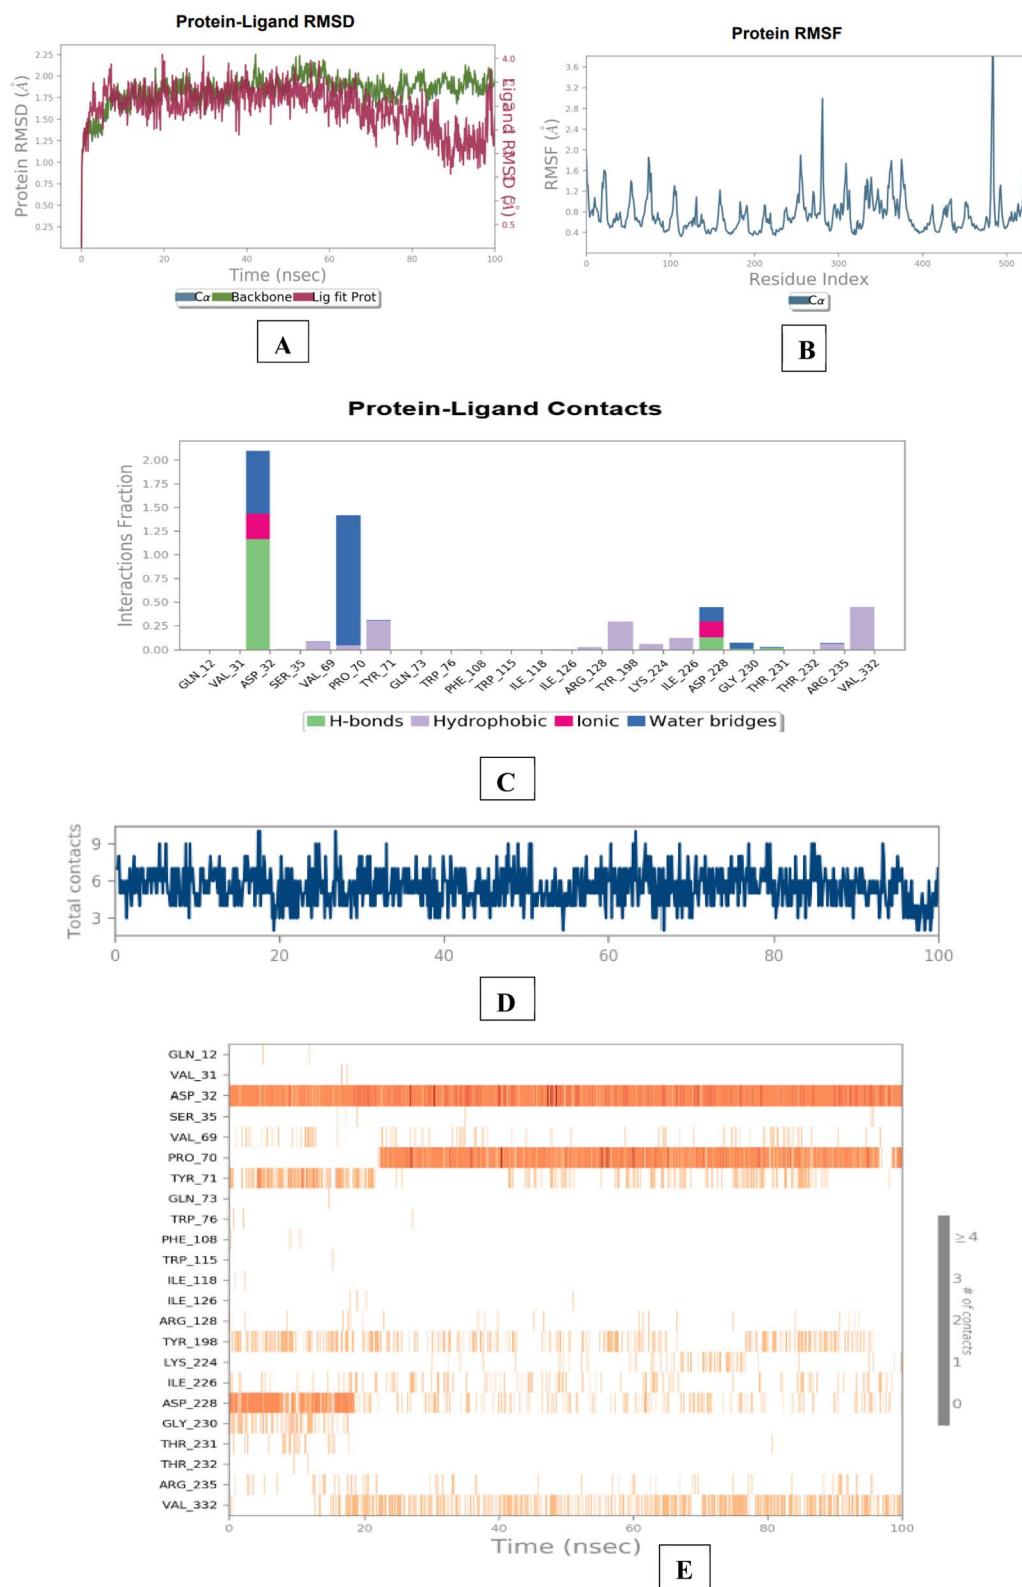 Protein-Ligand RMSD
Protein RMSD (Å)
2.25
2.00
1.75
1.50
1.25
1.00
0.75
0.50
0.25
4.0
0.5
Ligand RMSD (Å)
0 20 40 60 80 100
Time (nsec)
Cα Backbone Lig fit Prot
A
Protein RMSF
RMSF (Å)
3.6
3.2
2.8
2.4
2.0
1.6
1.2
0.8
0.4
0 100 200 300 400 500
Residue Index
Cα
B
Protein-Ligand Contacts
Interactions Fraction
2.00
1.75
1.50
1.25
1.00
0.75
0.50
0.25
0.00
GLN_12 VAL_31 ASP_32 SER_35 VAL_69 PRO_70 TYR_71 GLN_73 TRP_76 PHE_108 TRP_115 ILE_118 ILE_126 ARG_128 TYR_198 LYS_224 ILE_226 ASP_228 GLY_230 THR_231 THR_232 ARG_235 VAL_332
H-bonds Hydrophobic Ionic Water bridges
C
Total contacts
9
6
3
0 20 40 60 80 100
D
GLN_12
VAL_31
ASP_32
SER_35
VAL_69
PRO_70
TYR_71
GLN_73
TRP_76
PHE_108
TRP_115
ILE_118
ILE_126
ARG_128
TYR_198
LYS_224
ILE_226
ASP_228
GLY_230
THR_231
THR_232
ARG_235
VAL_332
≥4
3
2
1
0
# of contacts
0 20 40 60 80 100
Time (nsec)
E